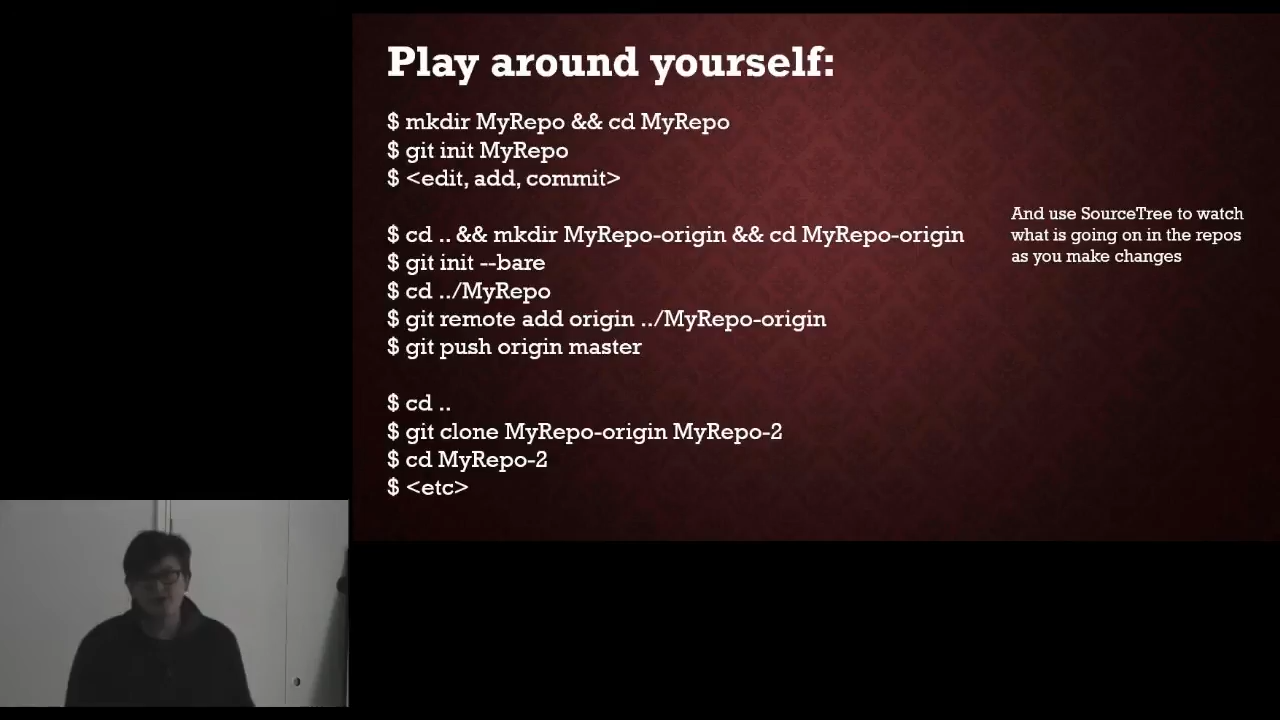 Play around yourself:
$ mkdir MyRepo && cd MyRepo
$ git init MyRepo
$ <edit, add, commit>
$ cd .. && mkdir MyRepo-origin && cd MyRepo-origin
$ git init --bare
$ cd ../MyRepo
$ git remote add origin ../MyRepo-origin
$ git push origin master
$ cd ..
$ git clone MyRepo-origin MyRepo-2
$ cd MyRepo-2
$ <etc>
And use SourceTree to watch
what is going on in the repos
as you make changes